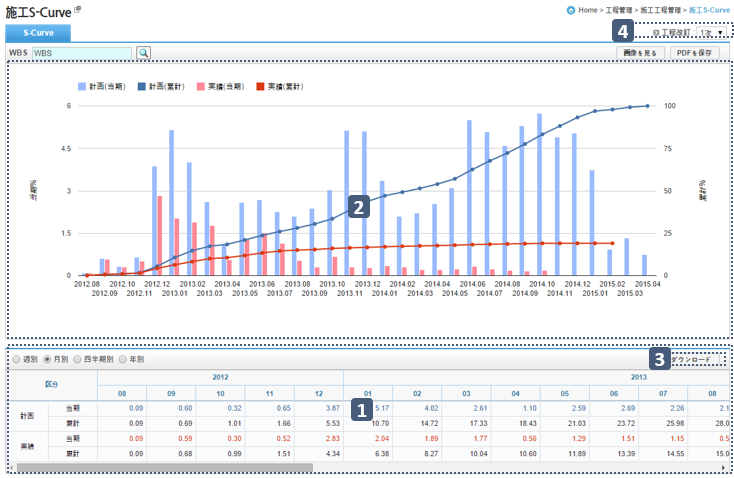 施工S-Curve
Home > 工程管理 > 施工工程管理 > 施工S-Curve
S-Curve
4 工程改訂 : 1次
WBS WBS 画像を見る PDFを保存
計画(当期) 計画(累計) 実績(当期) 実績(累計)
6 100
4.5 75
3 50
1.5 25
0 0
当期%
累計%
2
2012.08 2012.10 2012.12 2013.02 2013.04 2013.06 2013.08 2013.10 2013.12 2014.02 2014.04 2014.06 2014.08 2014.10 2014.12 2015.02 2015.04
2012.09 2012.11 2013.01 2013.03 2013.05 2013.07 2013.09 2013.11 2014.01 2014.03 2014.05 2014.07 2014.09 2014.11 2015.01 2015.03
週別 月別 四半期別 年別 3 ダウンロード
区分 2012 2013
08 09 10 11 12 01 02 03 04 05 06 07 08
計画 当期 0.09 0.60 0.32 0.65 3.87 5.17 4.02 2.61 1.10 2.59 2.69 2.26 2.1
1
累計 0.09 0.69 1.01 1.66 5.53 10.70 14.72 17.33 18.43 21.03 23.72 25.98 28.0
実績 当期 0.09 0.59 0.30 0.52 2.83 2.04 1.89 1.77 0.56 1.29 1.51 1.15 0.5
累計 0.09 0.68 0.99 1.51 4.34 6.38 8.27 10.04 10.60 11.89 13.39 14.55 15.0